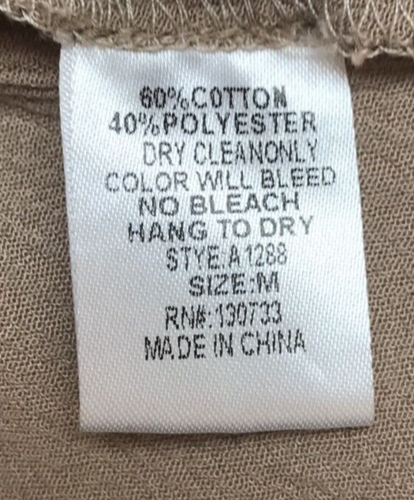 60%COTTON
40%POLYESTER
DRY CLEANONLY
COLOR WILL BLEED
NO BLEACH
HANG TO DRY
STYE:A1288
SIZE:M
RN#:130733
MADE IN CHINA